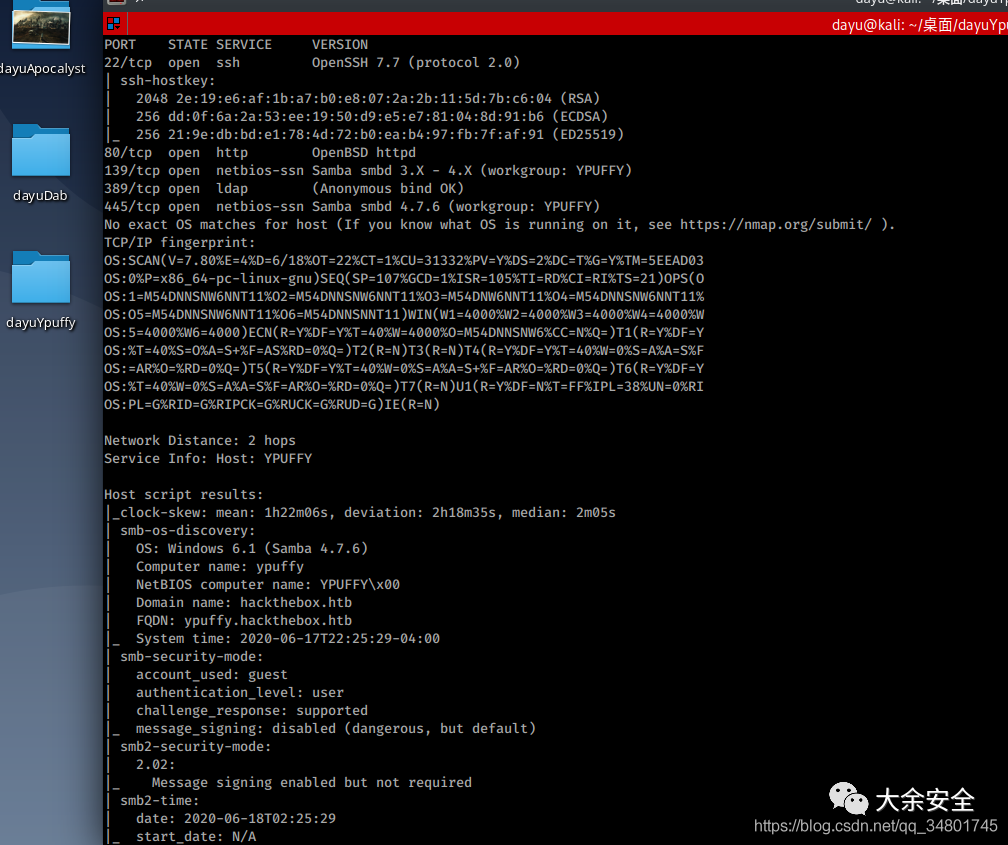 dayu@kali: ~/桌面/dayuYpu
dayuApocalyst
dayuDab
dayuYpuffy
PORT    STATE SERVICE     VERSION
22/tcp  open  ssh         OpenSSH 7.7 (protocol 2.0)
| ssh-hostkey:
|   2048 2e:19:e6:af:1b:a7:b0:e8:07:2a:2b:11:5d:7b:c6:04 (RSA)
|   256 dd:0f:6a:2a:53:ee:19:50:d9:e5:e7:81:04:8d:91:b6 (ECDSA)
|_  256 21:9e:db:bd:e1:78:4d:72:b0:ea:b4:97:fb:7f:af:91 (ED25519)
80/tcp  open  http        OpenBSD httpd
139/tcp open  netbios-ssn Samba smbd 3.X - 4.X (workgroup: YPUFFY)
389/tcp open  ldap        (Anonymous bind OK)
445/tcp open  netbios-ssn Samba smbd 4.7.6 (workgroup: YPUFFY)
No exact OS matches for host (If you know what OS is running on it, see https://nmap.org/submit/ ).
TCP/IP fingerprint:
OS:SCAN(V=7.80%E=4%D=6/18%OT=22%CT=1%CU=31332%PV=Y%DS=2%DC=T%G=Y%TM=5EEAD03
OS:0%P=x86_64-pc-linux-gnu)SEQ(SP=107%GCD=1%ISR=105%TI=RD%CI=RI%TS=21)OPS(O
OS:1=M54DNNSNW6NNT11%O2=M54DNNSNW6NNT11%O3=M54DNW6NNT11%O4=M54DNNSNW6NNT11%
OS:O5=M54DNNSNW6NNT11%O6=M54DNNSNNT11)WIN(W1=4000%W2=4000%W3=4000%W4=4000%W
OS:5=4000%W6=4000)ECN(R=Y%DF=Y%T=40%W=4000%O=M54DNNSNW6%CC=N%Q=)T1(R=Y%DF=Y
OS:%T=40%S=O%A=S+%F=AS%RD=0%Q=)T2(R=N)T3(R=N)T4(R=Y%DF=Y%T=40%W=0%S=A%A=S%F
OS:=AR%O=%RD=0%Q=)T5(R=Y%DF=Y%T=40%W=0%S=A%A=S+%F=AR%O=%RD=0%Q=)T6(R=Y%DF=Y
OS:%T=40%W=0%S=A%A=S%F=AR%O=%RD=0%Q=)T7(R=N)U1(R=Y%DF=N%T=FF%IPL=38%UN=0%RI
OS:PL=G%RID=G%RIPCK=G%RUCK=G%RUD=G)IE(R=N)
Network Distance: 2 hops
Service Info: Host: YPUFFY
Host script results:
|_clock-skew: mean: 1h22m06s, deviation: 2h18m35s, median: 2m05s
| smb-os-discovery:
|   OS: Windows 6.1 (Samba 4.7.6)
|   Computer name: ypuffy
|   NetBIOS computer name: YPUFFY\x00
|   Domain name: hackthebox.htb
|   FQDN: ypuffy.hackthebox.htb
|_  System time: 2020-06-17T22:25:29-04:00
| smb-security-mode:
|   account_used: guest
|   authentication_level: user
|   challenge_response: supported
|_  message_signing: disabled (dangerous, but default)
| smb2-security-mode:
|   2.02:
|_    Message signing enabled but not required
| smb2-time:
|   date: 2020-06-18T02:25:29
|_  start_date: N/A
大余安全
https://blog.csdn.net/qq_34801745